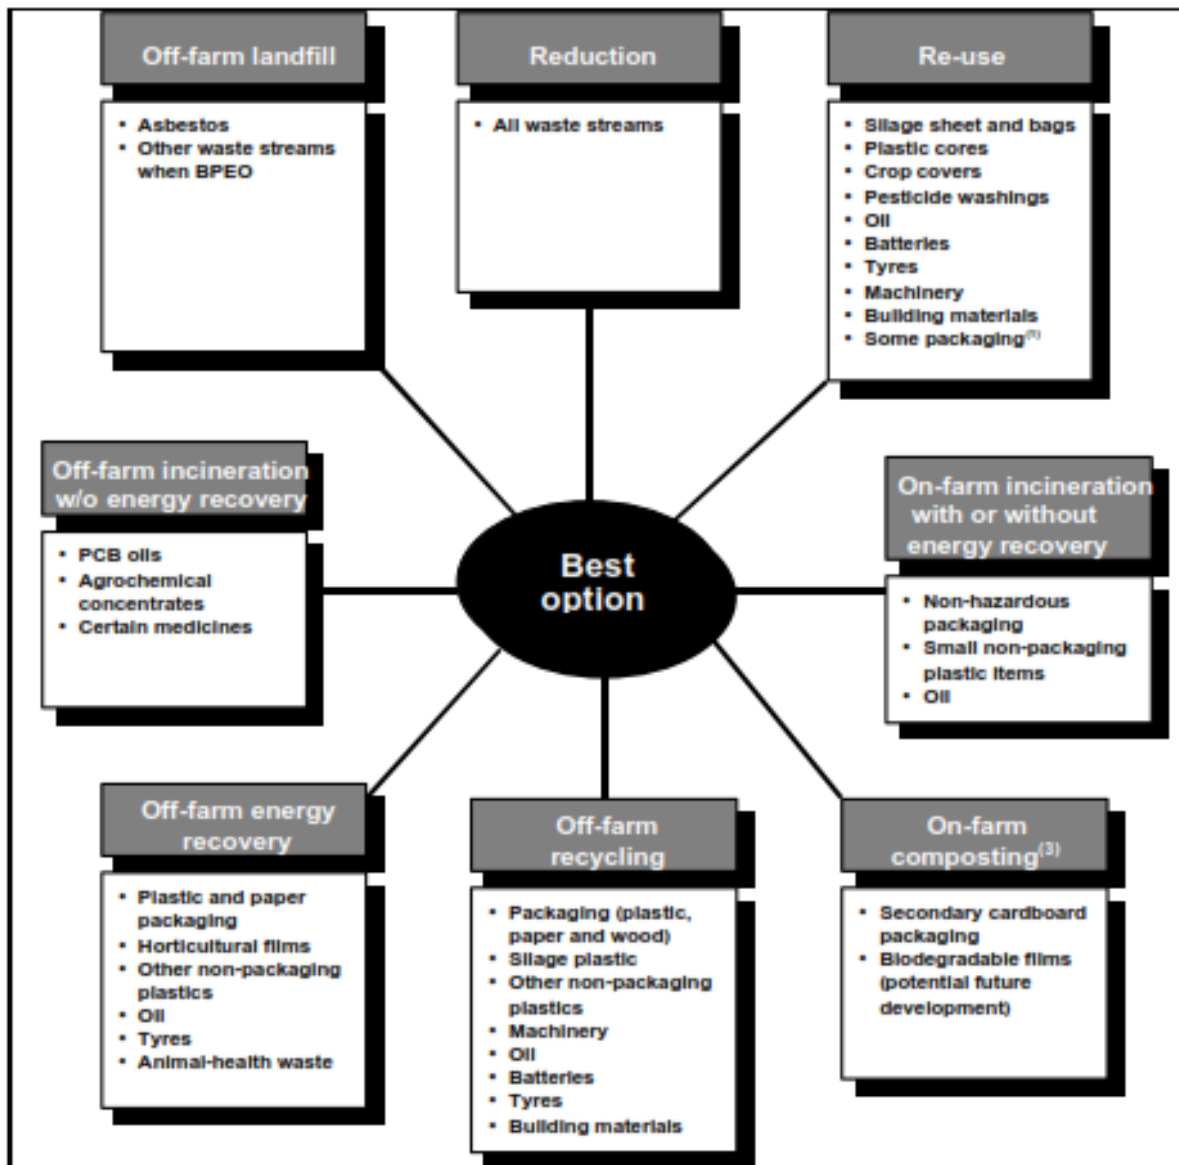 Off-farm landfill
• Asbestos
• Other waste streams
when BPEO
Reduction
• All waste streams
Re-use
• Silage sheet and bags
• Plastic cores
• Crop covers
• Pesticide washings
• Oil
• Batteries
• Tyres
• Machinery
• Building materials
• Some packaging(1)
Off-farm incineration
w/o energy recovery
• PCB oils
• Agrochemical
concentrates
• Certain medicines
Best
option
On-farm incineration
with or without
energy recovery
• Non-hazardous
packaging
• Small non-packaging
plastic items
• Oil
Off-farm energy
recovery
• Plastic and paper
packaging
• Horticultural films
• Other non-packaging
plastics
• Oil
• Tyres
• Animal-health waste
Off-farm
recycling
• Packaging (plastic,
paper and wood)
• Silage plastic
• Other non-packaging
plastics
• Machinery
• Oil
• Batteries
• Tyres
• Building materials
On-farm
composting(3)
• Secondary cardboard
packaging
• Biodegradable films
(potential future
development)